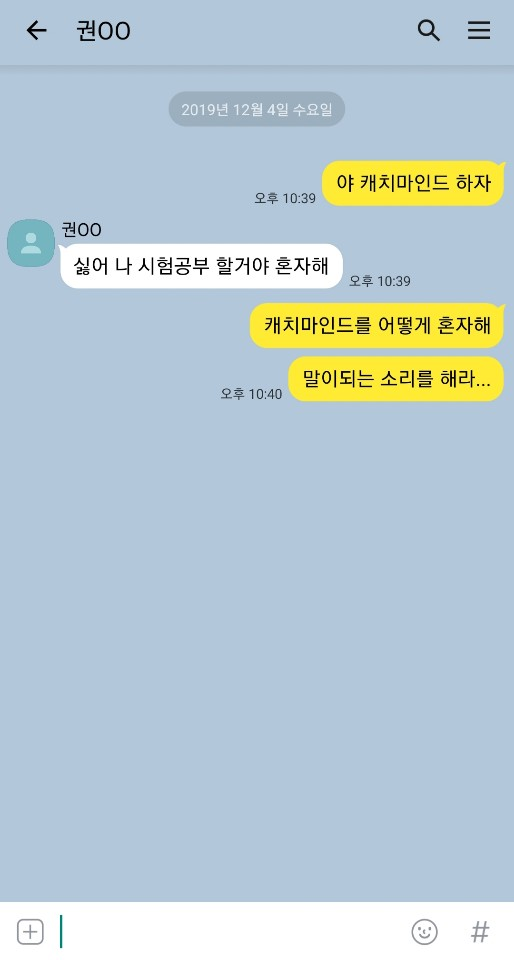 권OO
2019년 12월 4일 수요일
야 캐치마인드 하자
오후 10:39
권OO
싫어 나 시험공부 할거야 혼자해
오후 10:39
캐치마인드를 어떻게 혼자해
말이되는 소리를 해라...
오후 10:40
#